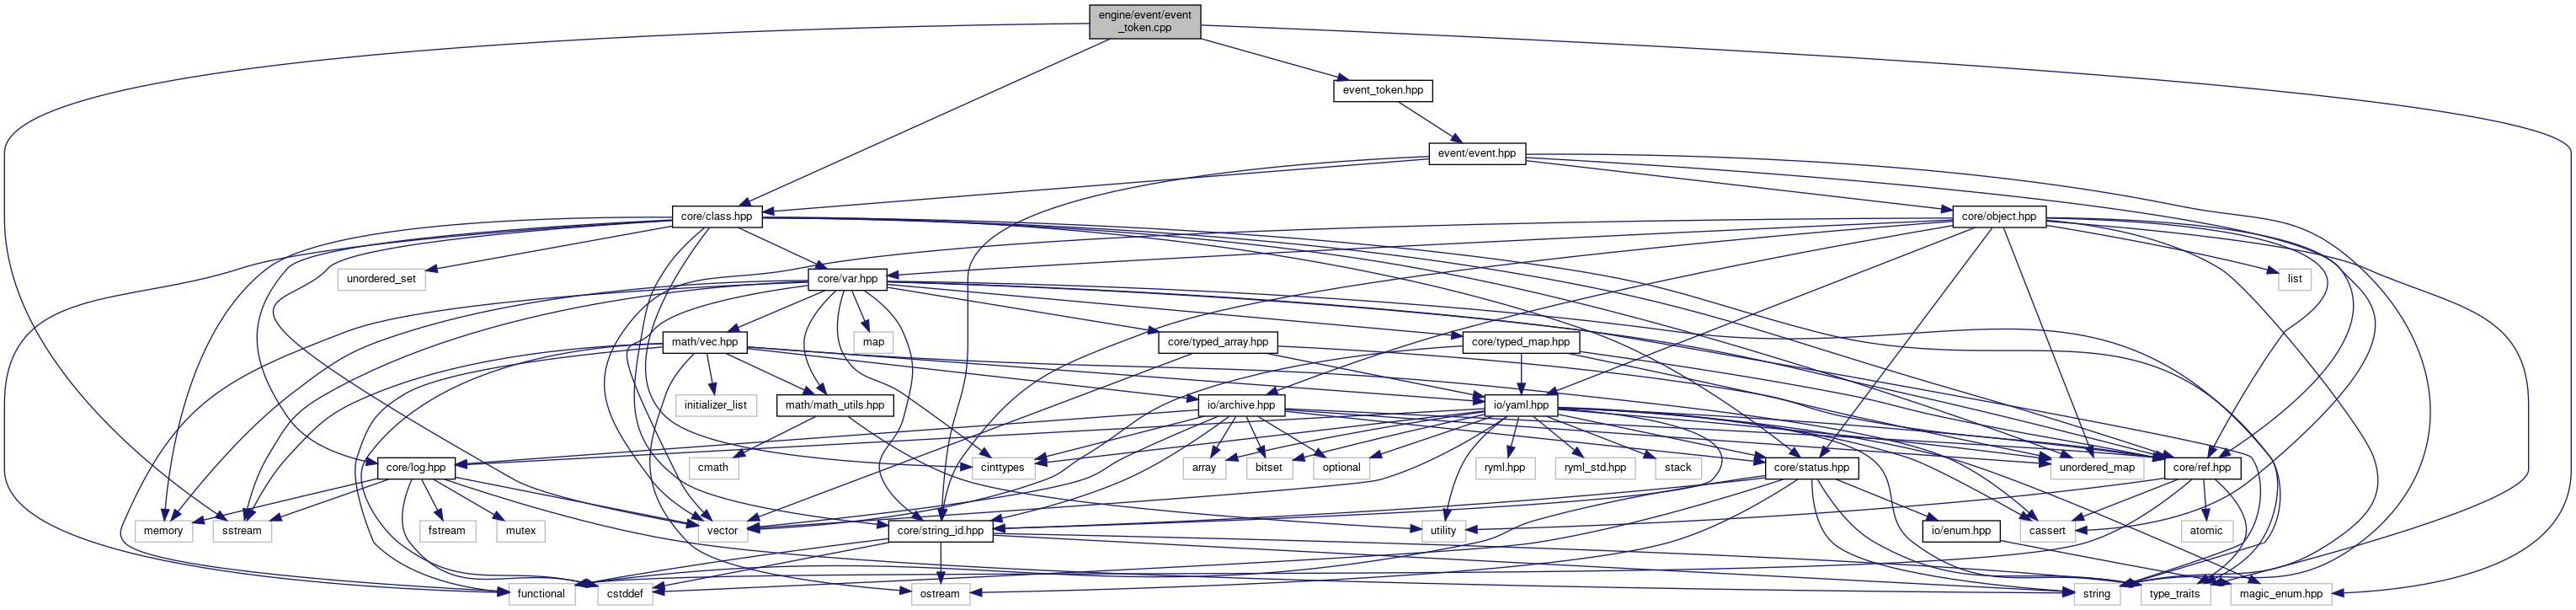 engine/event/event
_token.cpp
event_token.hpp
event/event.hpp
core/class.hpp
core/object.hpp
unordered_set
core/var.hpp
list
math/vec.hpp
map
core/typed_array.hpp
core/typed_map.hpp
initializer_list
math/math_utils.hpp
io/archive.hpp
io/yaml.hpp
core/log.hpp
cmath
cinttypes
array
bitset
optional
ryml.hpp
ryml_std.hpp
stack
core/status.hpp
unordered_map
core/ref.hpp
memory
sstream
fstream
mutex
vector
core/string_id.hpp
utility
io/enum.hpp
cassert
atomic
functional
cstddef
ostream
string
type_traits
magic_enum.hpp